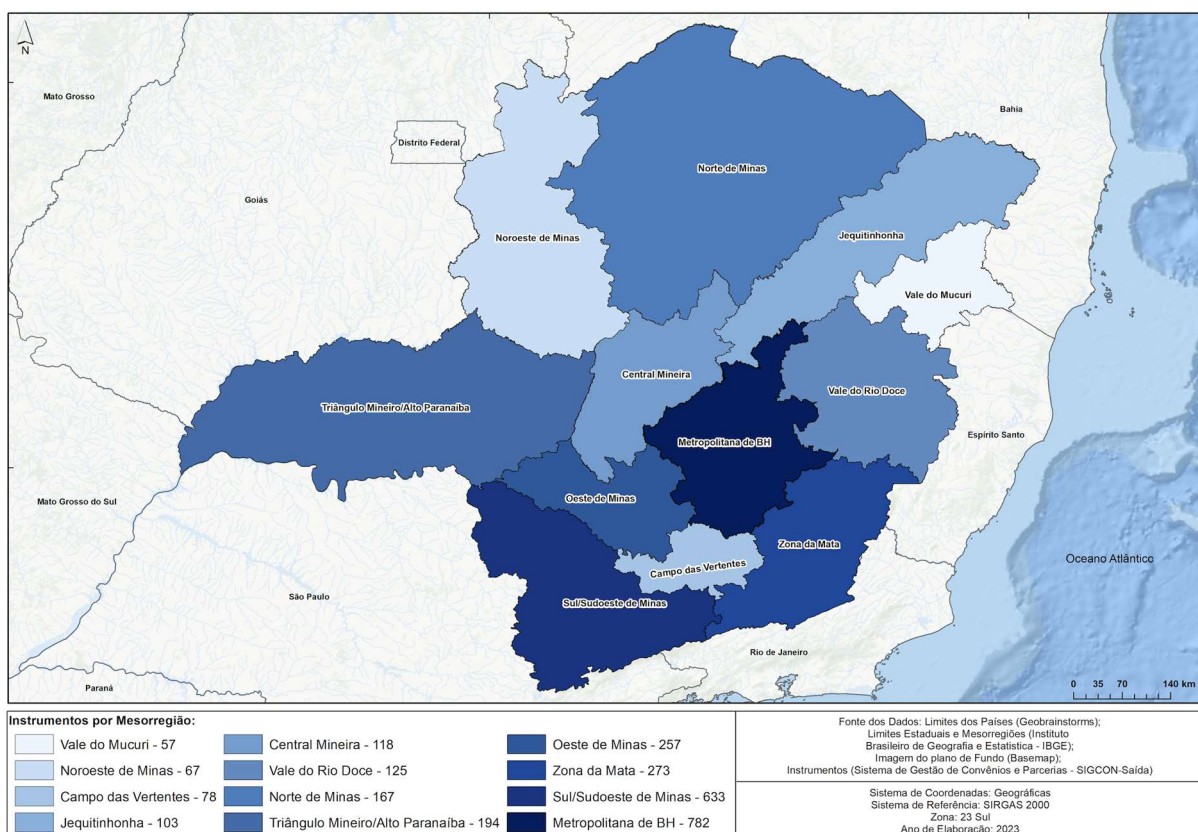 N
Mato Grosso
Bahia
Distrito Federal
Norte de Minas
Goiás
Jequitinhonha
Noroeste de Minas
Vale do Mucuri
Central Mineira
Vale do Rio Doce
Triângulo Mineiro/Alto Paranaíba
Espírito Santo
Metropolitana de BH
Mato Grosso do Sul
Oeste de Minas
Zona da Mata
Oceano Atlântico
Campo das Vertentes
São Paulo
Sul/Sudoeste de Minas
Rio de Janeiro
Paraná
0 35 70 140 km
Instrumentos por Mesorregião:
Vale do Mucuri - 57
Noroeste de Minas - 67
Campo das Vertentes - 78
Jequitinhonha - 103
Central Mineira - 118
Vale do Rio Doce - 125
Norte de Minas - 167
Triângulo Mineiro/Alto Paranaíba - 194
Oeste de Minas - 257
Zona da Mata - 273
Sul/Sudoeste de Minas - 633
Metropolitana de BH - 782
Fonte dos Dados: Limites dos Países (Geobrainstorms);
Limites Estaduais e Mesorregiões (Instituto
Brasileiro de Geografia e Estatistica - IBGE);
Imagem do plano de Fundo (Basemap);
Instrumentos (Sistema de Gestão de Convênios e Parcerias - SIGCON-Saída)
Sistema de Coordenadas: Geográficas
Sistema de Referência: SIRGAS 2000
Zona: 23 Sul
Ano de Elaboração: 2023